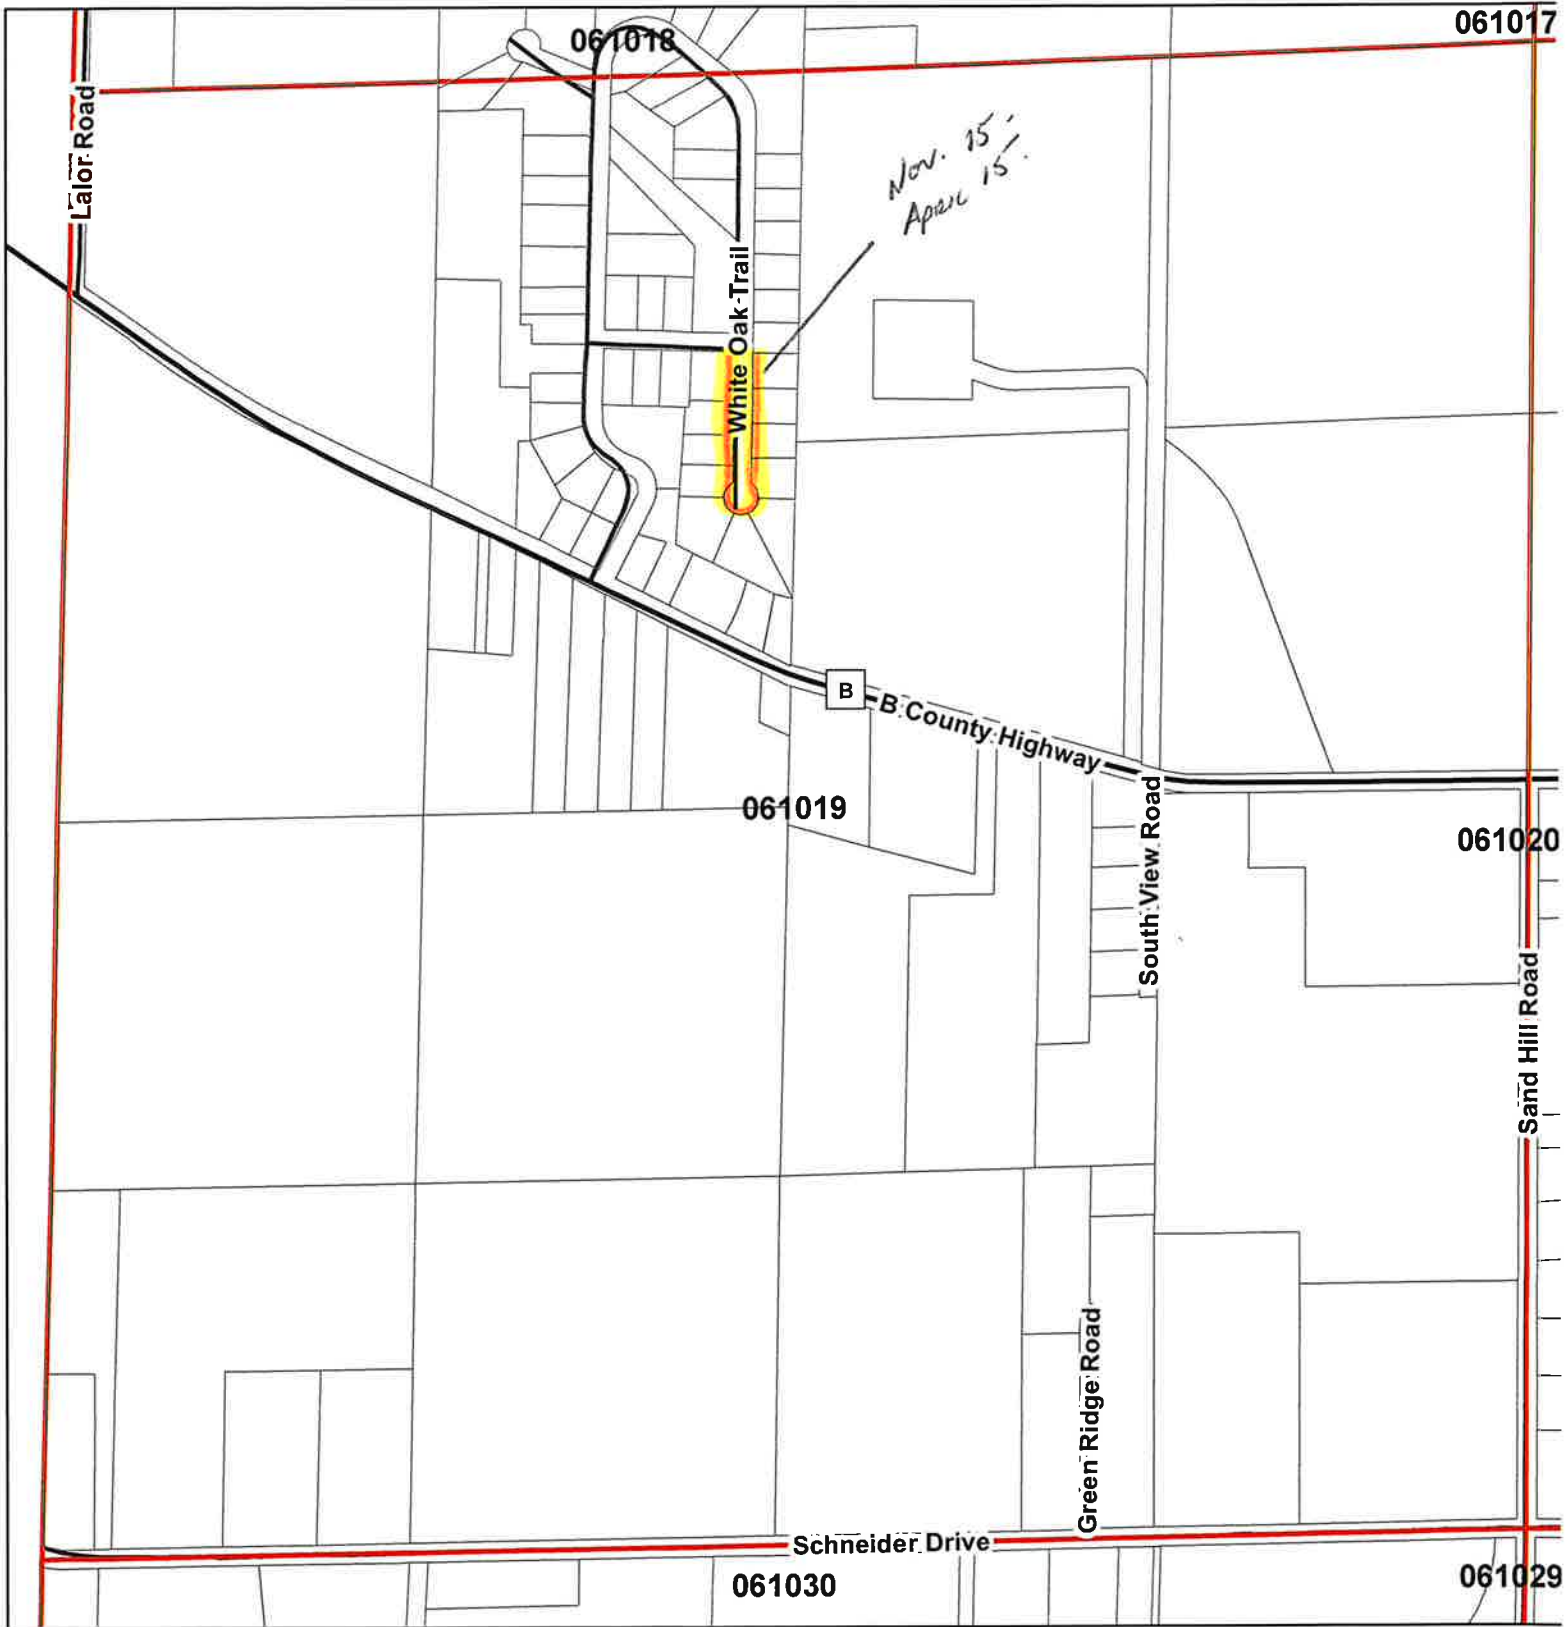 061017
061018
Lalor Road
Nov. 15 -
April 15.
White Oak Trail
B
B County Highway
061019
South View Road
061020
Sand Hill Road
Green Ridge Road
Schneider Drive
061030
061029